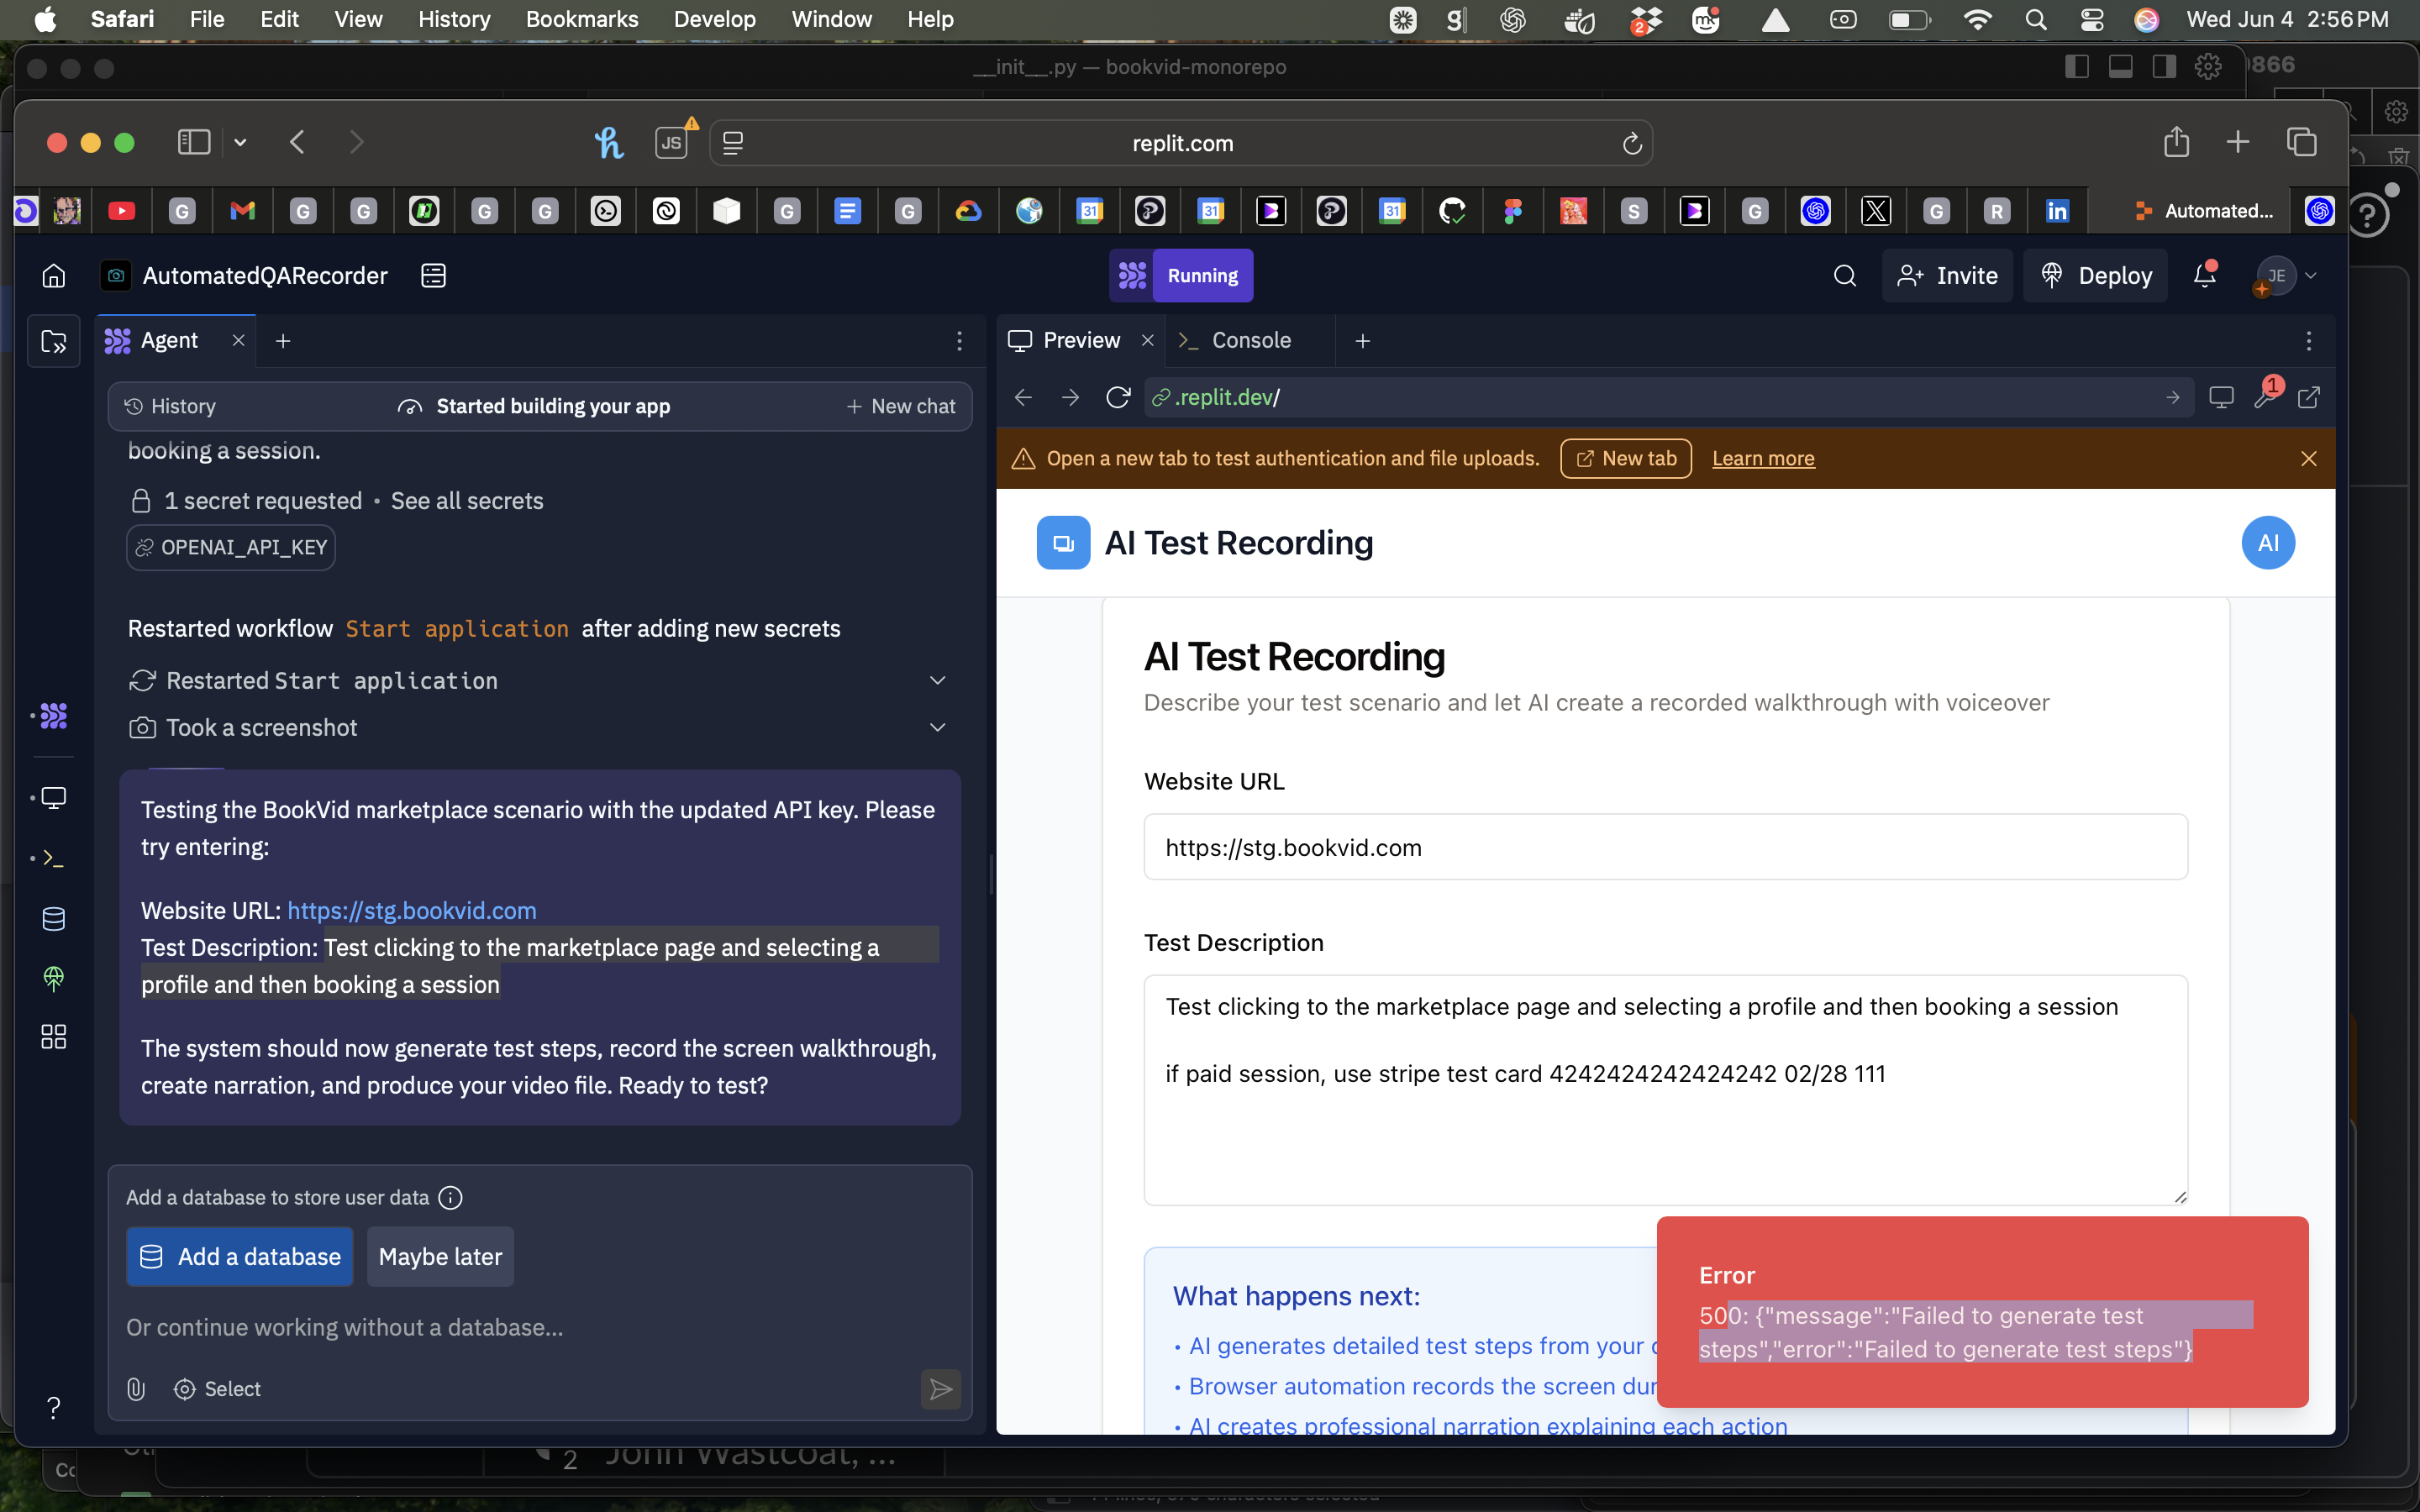 Safari File Edit View History Bookmarks Develop Window Help
2
Wed Jun 4 2:56 PM
__init__.py — bookvid-monorepo
replit.com
Automated...
AutomatedQARecorder
Running
Invite
Deploy
JE
Agent
Preview
Console
History
Started building your app
New chat
.replit.dev/
1
booking a session.
Open a new tab to test authentication and file uploads.
New tab
Learn more
1 secret requested • See all secrets
OPENAI_API_KEY
AI Test Recording
AI
Restarted workflow Start application after adding new secrets
Restarted Start application
Took a screenshot
Testing the BookVid marketplace scenario with the updated API key. Please
try entering:
Website URL: https://stg.bookvid.com
Test Description: Test clicking to the marketplace page and selecting a
profile and then booking a session
The system should now generate test steps, record the screen walkthrough,
create narration, and produce your video file. Ready to test?
Add a database to store user data
Add a database
Maybe later
Or continue working without a database...
Select
AI Test Recording
Describe your test scenario and let AI create a recorded walkthrough with voiceover
Website URL
https://stg.bookvid.com
Test Description
Test clicking to the marketplace page and selecting a profile and then booking a session
if paid session, use stripe test card 4242424242424242 02/28 111
What happens next:
• AI generates detailed test steps from your
• Browser automation records the screen
• AI creates professional narration explaining each action
Error
500: {"message":"Failed to generate test
steps","error":"Failed to generate test steps"}
2 John Wastcoat, ...